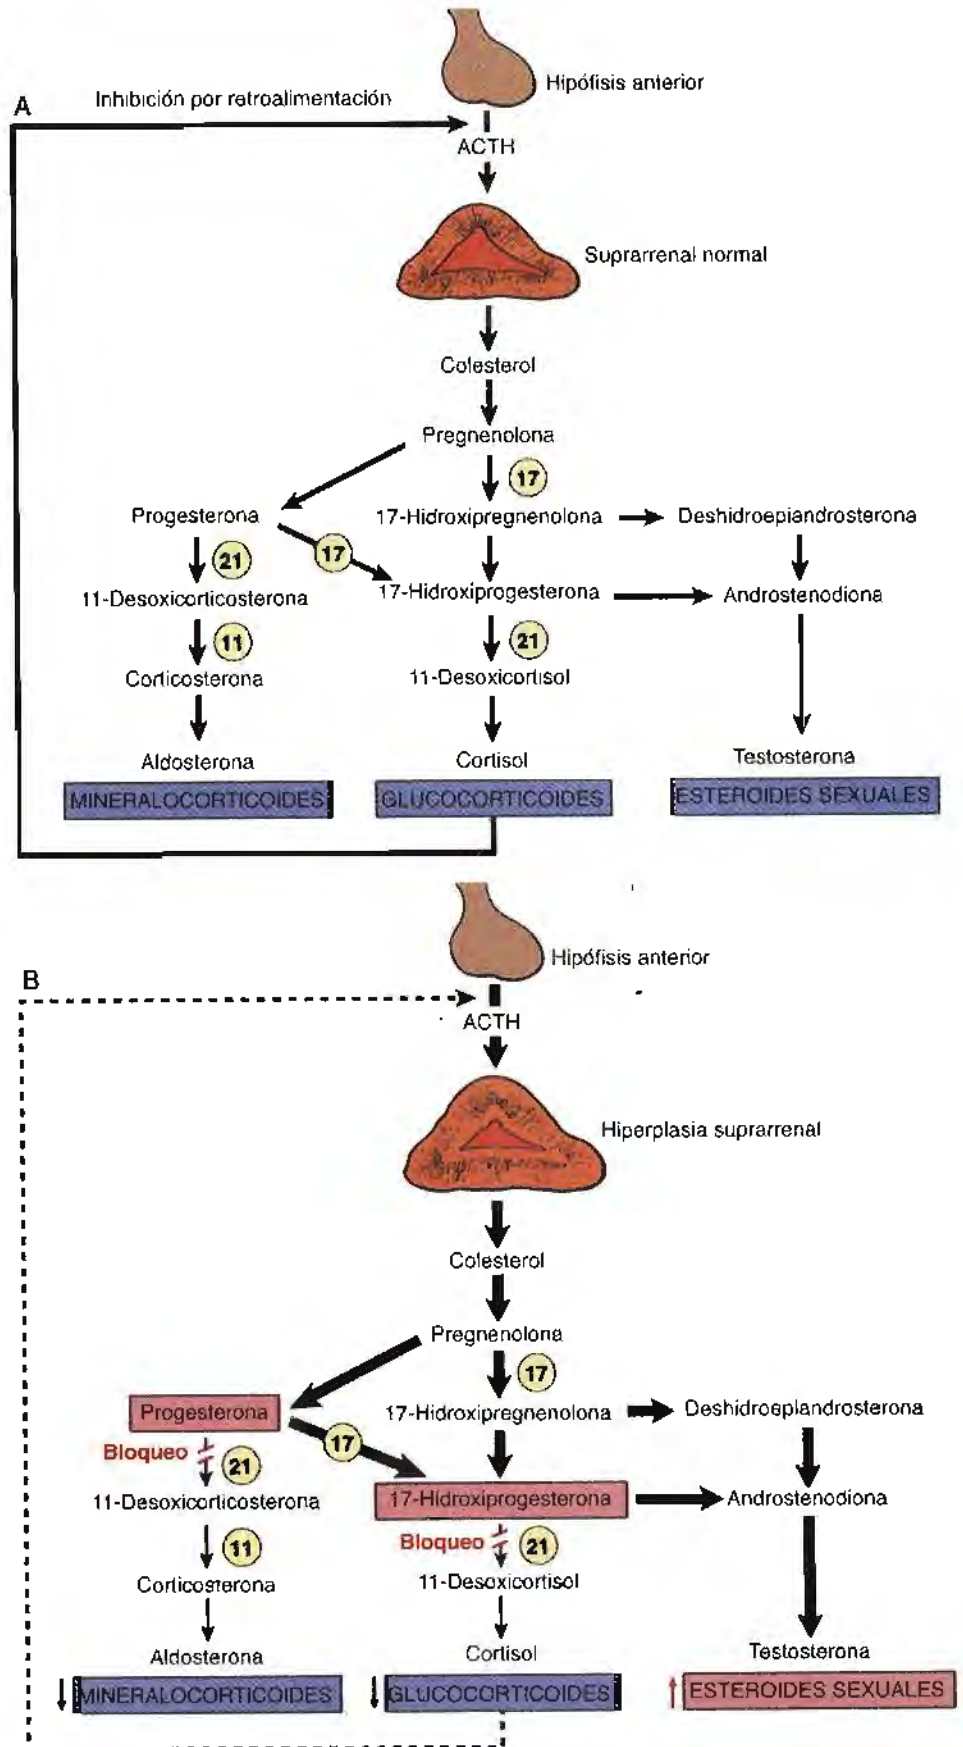 Hipófisis anterior
A
Inhibición por retroalimentación
ACTH
Suprarrenal normal
Colesterol
Pregnenolona
17
Progesterona
17-Hidroxipregnenolona
Deshidroepiandrosterona
21
17
11-Desoxicorticosterona
17-Hidroxiprogesterona
Androstenodiona
11
21
Corticosterona
11-Desoxicortisol
Aldosterona
Cortisol
Testosterona
MINERALOCORTICOIDES
GLUCOCORTICOIDES
ESTEROIDES SEXUALES
Hipófisis anterior
B
ACTH
Hiperplasia suprarrenal
Colesterol
Pregnenolona
17
Progesterona
17-Hidroxipregnenolona
Deshidroepiandrosterona
Bloqueo
21
17
11-Desoxicorticosterona
17-Hidroxiprogesterona
Androstenodiona
11
Bloqueo
21
Corticosterona
11-Desoxicortisol
Aldosterona
Cortisol
Testosterona
MINERALOCORTICOIDES
GLUCOCORTICOIDES
ESTEROIDES SEXUALES